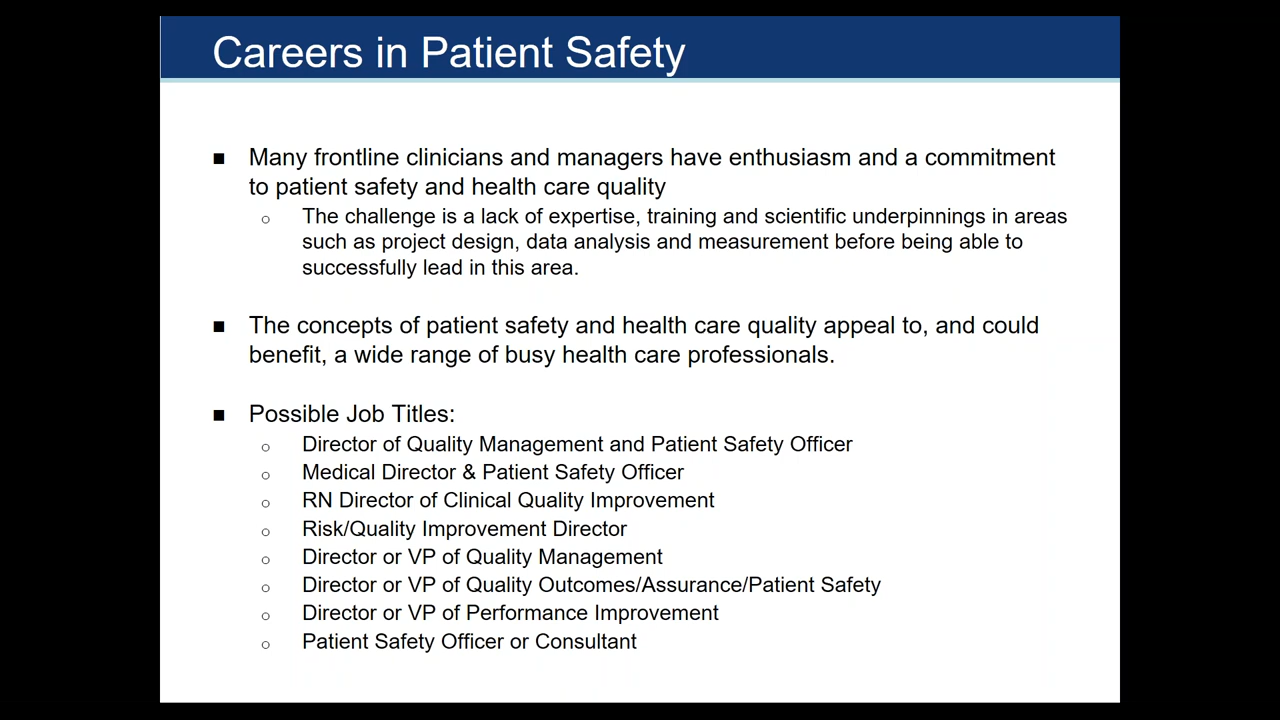 Careers in Patient Safety
■ Many frontline clinicians and managers have enthusiasm and a commitment
to patient safety and health care quality
○ The challenge is a lack of expertise, training and scientific underpinnings in areas
such as project design, data analysis and measurement before being able to
successfully lead in this area.
■ The concepts of patient safety and health care quality appeal to, and could
benefit, a wide range of busy health care professionals.
■ Possible Job Titles:
○ Director of Quality Management and Patient Safety Officer
○ Medical Director & Patient Safety Officer
○ RN Director of Clinical Quality Improvement
○ Risk/Quality Improvement Director
○ Director or VP of Quality Management
○ Director or VP of Quality Outcomes/Assurance/Patient Safety
○ Director or VP of Performance Improvement
○ Patient Safety Officer or Consultant